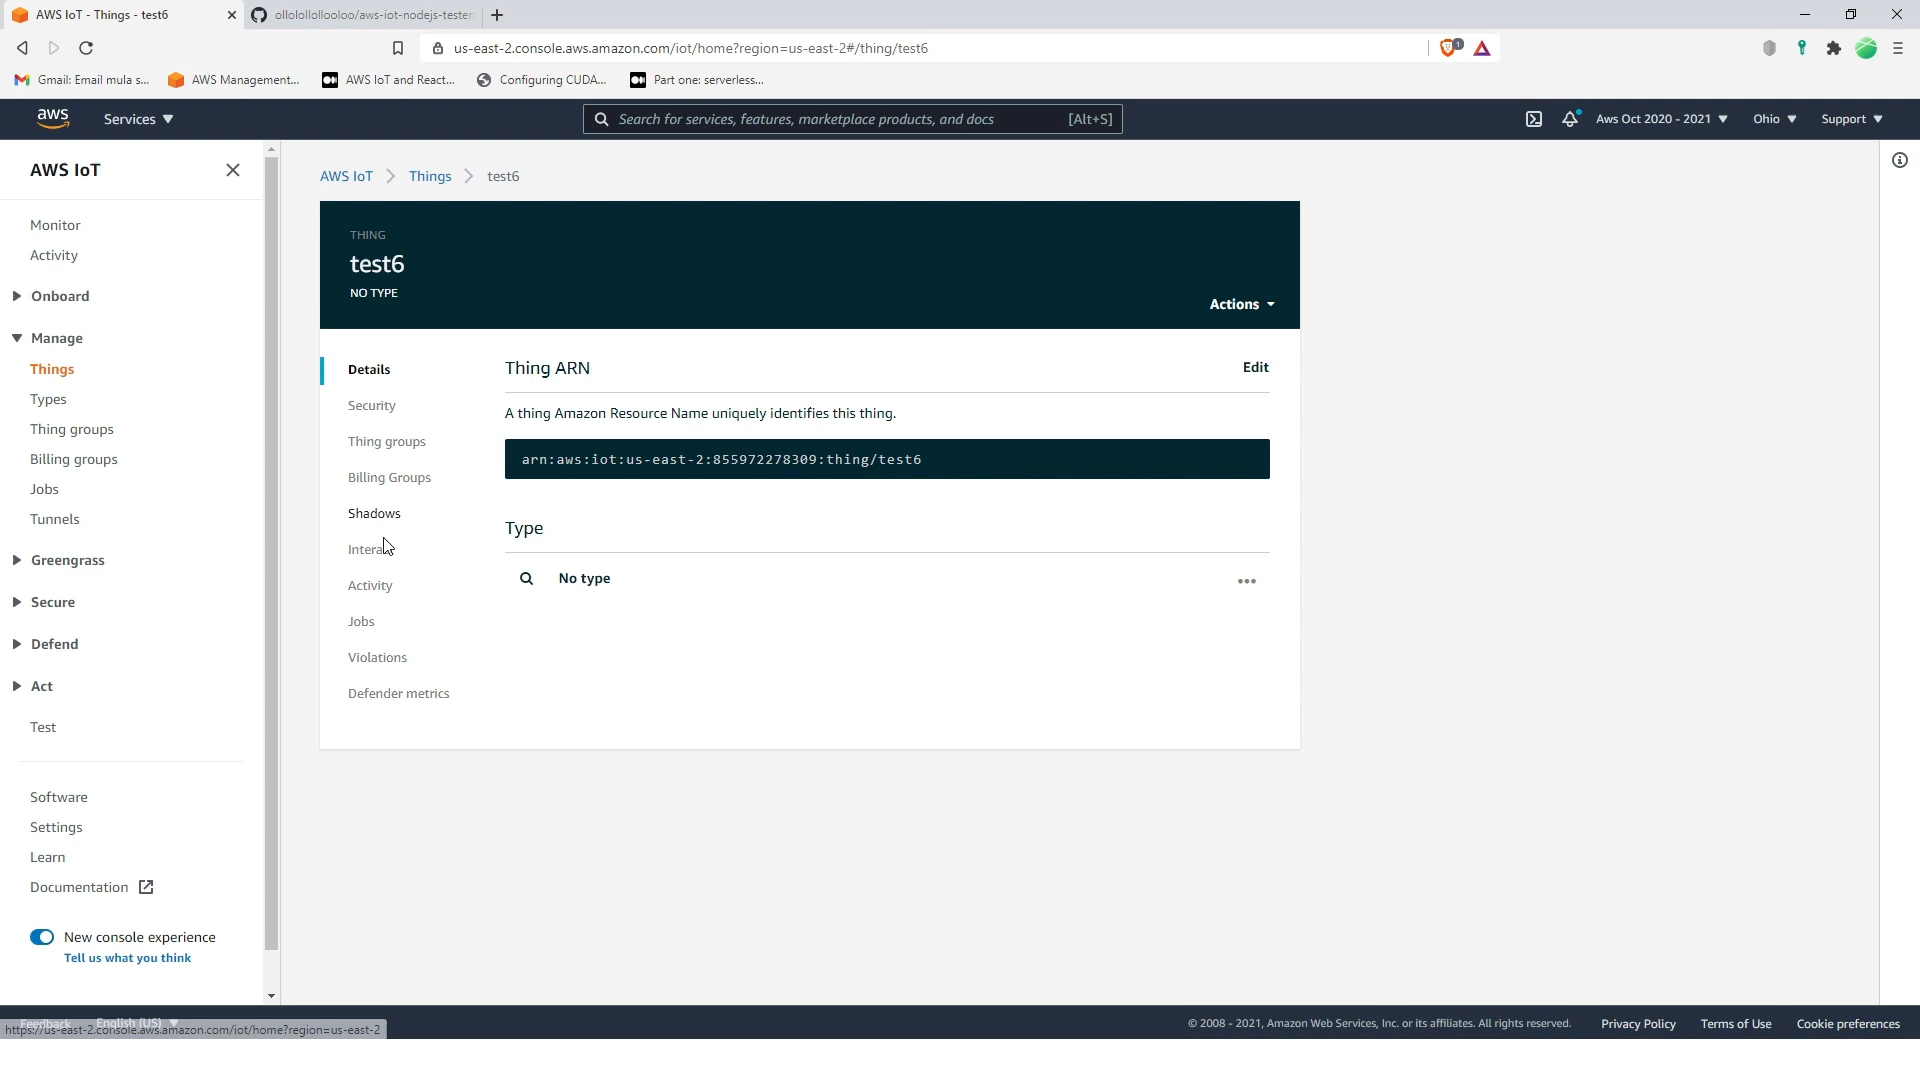 AWS IoT - Things - test6
ollolollollooloo/aws-iot-nodejs-tester
us-east-2.console.aws.amazon.com/iot/home?region=us-east-2#/thing/test6
1
Gmail: Email mula s...
AWS Management...
AWS IoT and React...
Configuring CUDA...
Part one: serverless...
aws
Services
Search for services, features, marketplace products, and docs
[Alt+S]
Aws Oct 2020 - 2021
Ohio
Support
AWS IoT
Monitor
Activity
Onboard
Manage
Things
Types
Thing groups
Billing groups
Jobs
Tunnels
Greengrass
Secure
Defend
Act
Test
Software
Settings
Learn
Documentation
New console experience
Tell us what you think
AWS IoT
Things
test6
THING
test6
NO TYPE
Actions
Details
Security
Thing groups
Billing Groups
Shadows
Activity
Jobs
Violations
Defender metrics
Thing ARN
Edit
A thing Amazon Resource Name uniquely identifies this thing.
arn:aws:iot:us-east-2:855972278309:thing/test6
Type
No type
Feedback
English (US)
https://us-east-2.console.aws.amazon.com/iot/home?region=us-east-2
© 2008 - 2021, Amazon Web Services, Inc. or its affiliates. All rights reserved.
Privacy Policy
Terms of Use
Cookie preferences